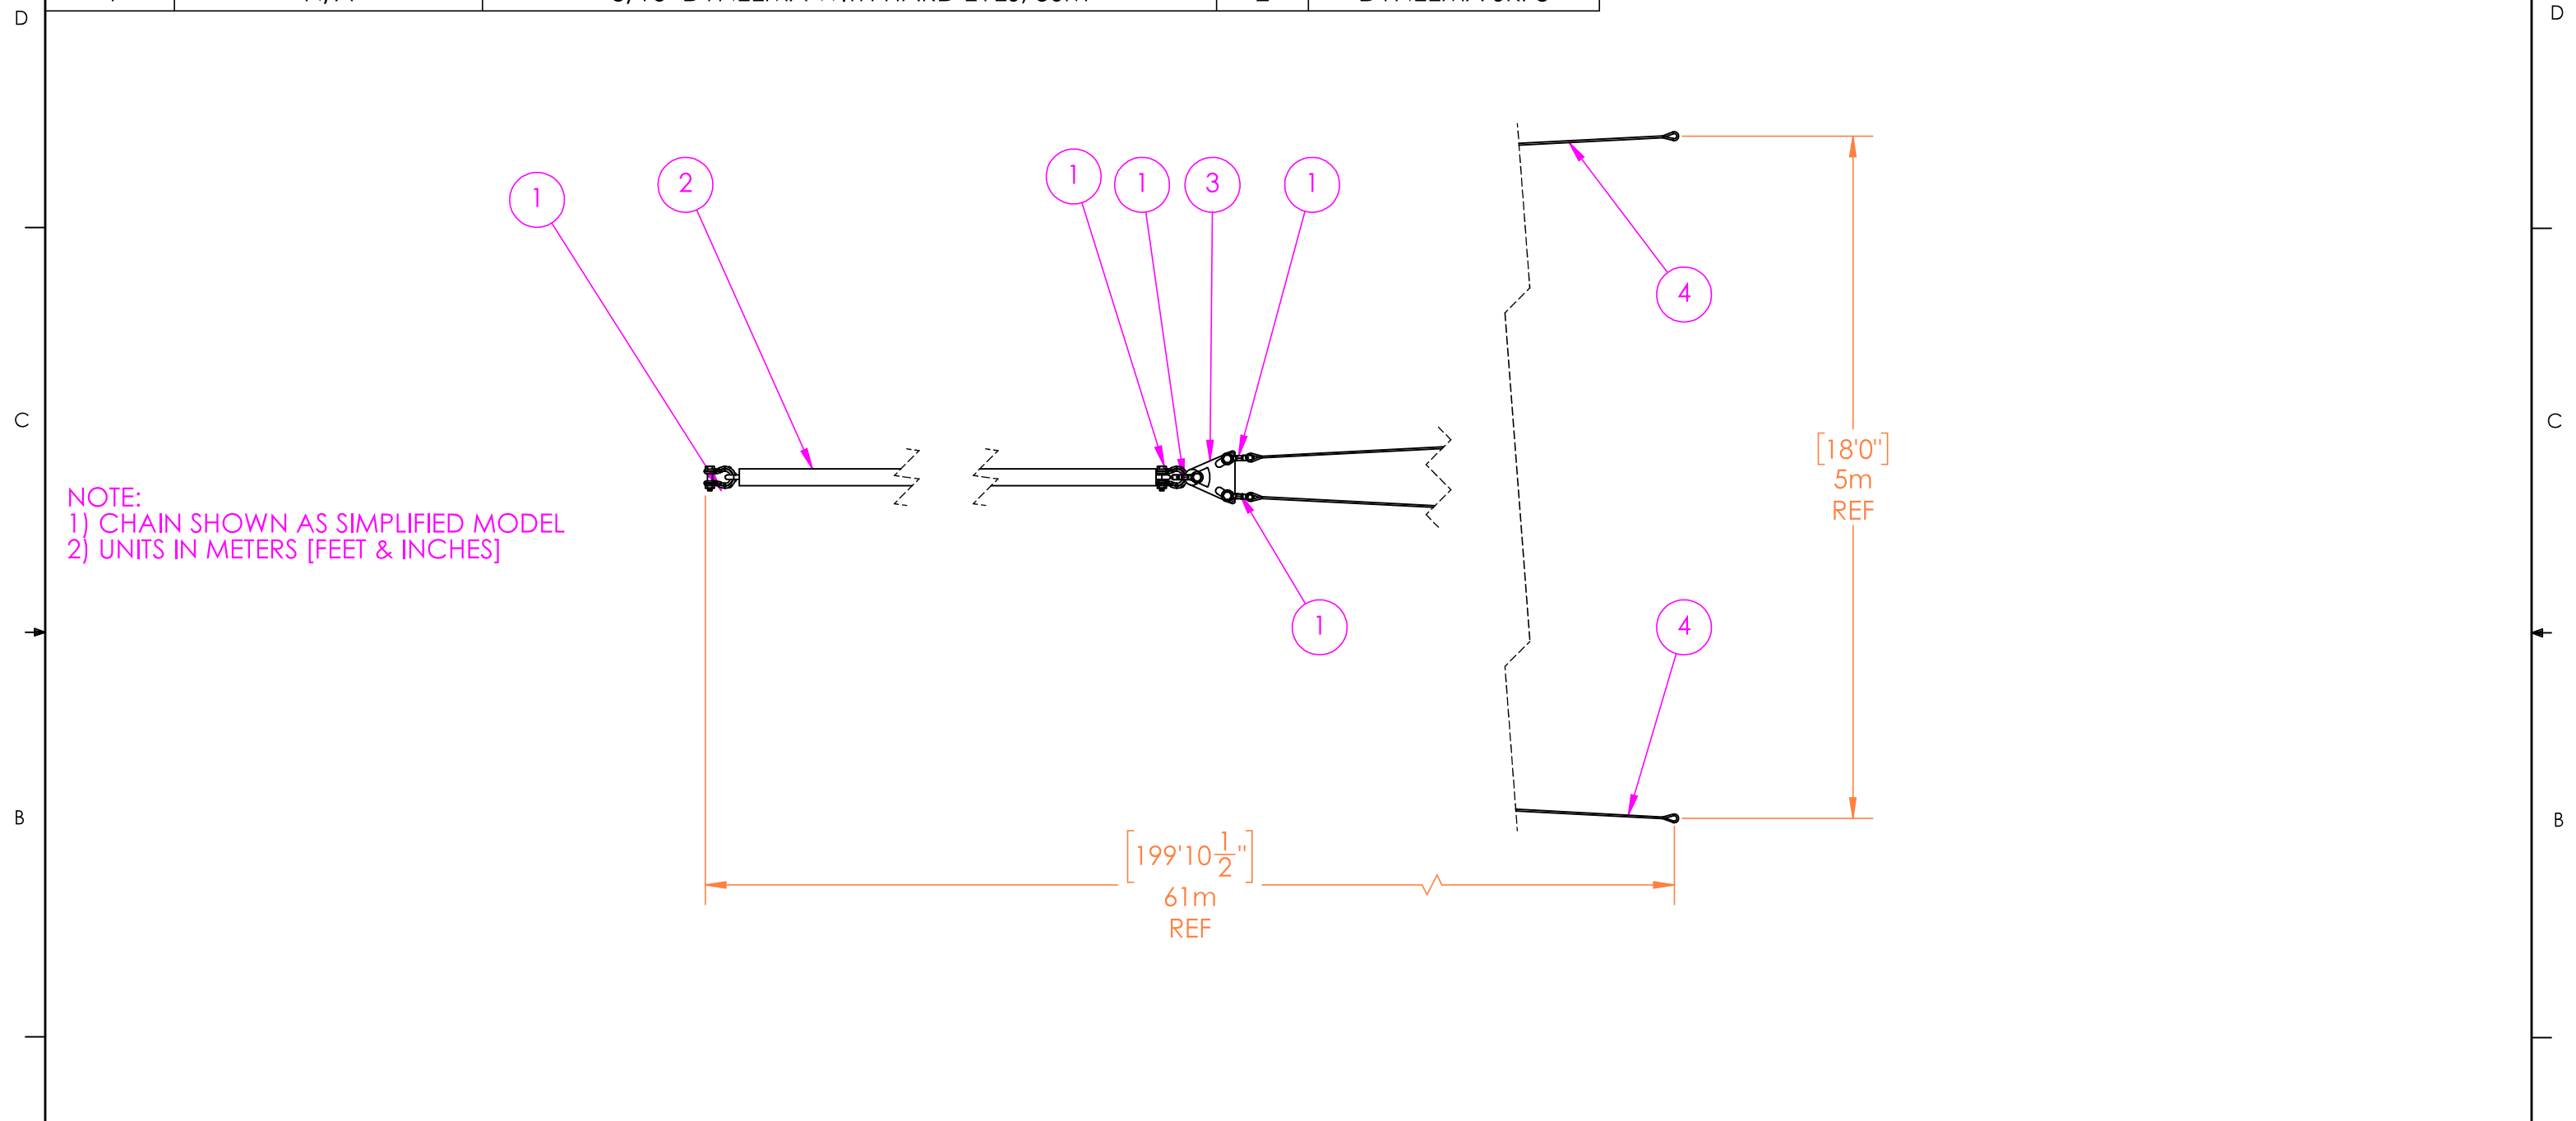 D
D
1
2
1
1
3
1
4
C
C
[18'0"]
5m
REF
NOTE:
1) CHAIN SHOWN AS SIMPLIFIED MODEL
2) UNITS IN METERS [FEET & INCHES]
1
4
B
B
[199'10 1/2"]
61m
REF